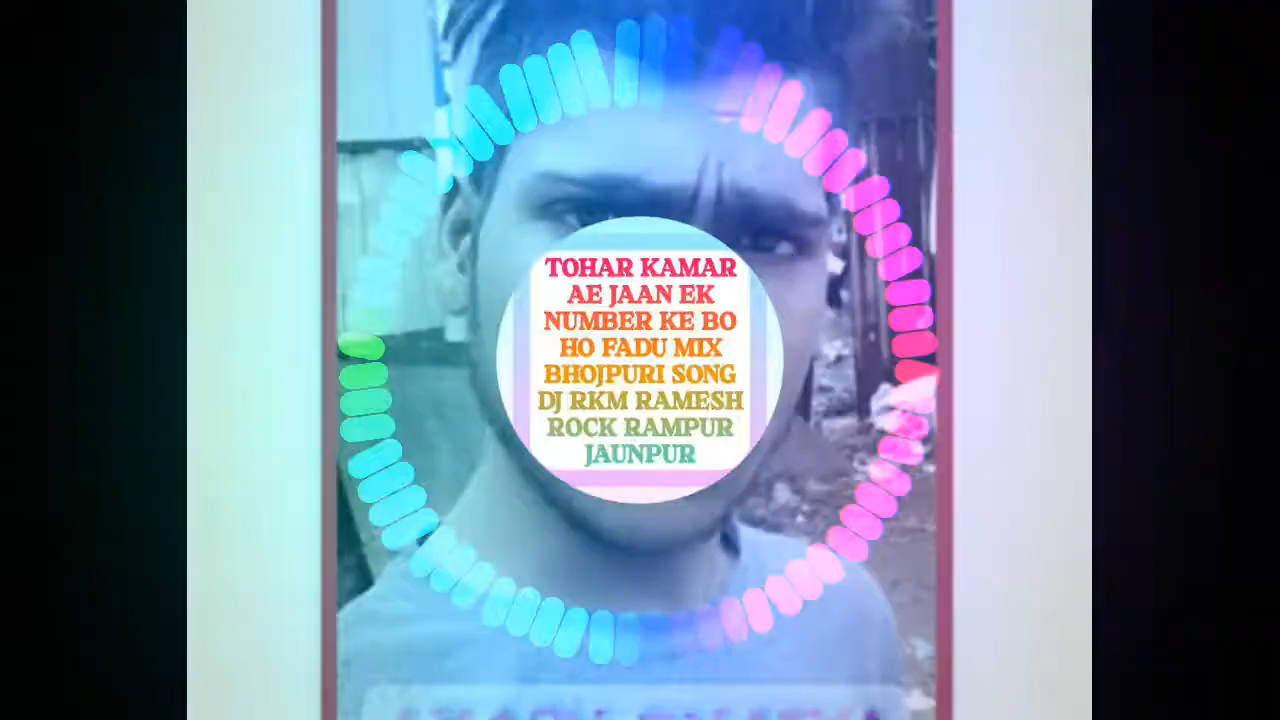 TOHAR KAMAR
AE JAAN EK
NUMBER KE BO
HO FADU MIX
BHOJPURI SONG
DJ RKM RAMESH
ROCK RAMPUR
JAUNPUR